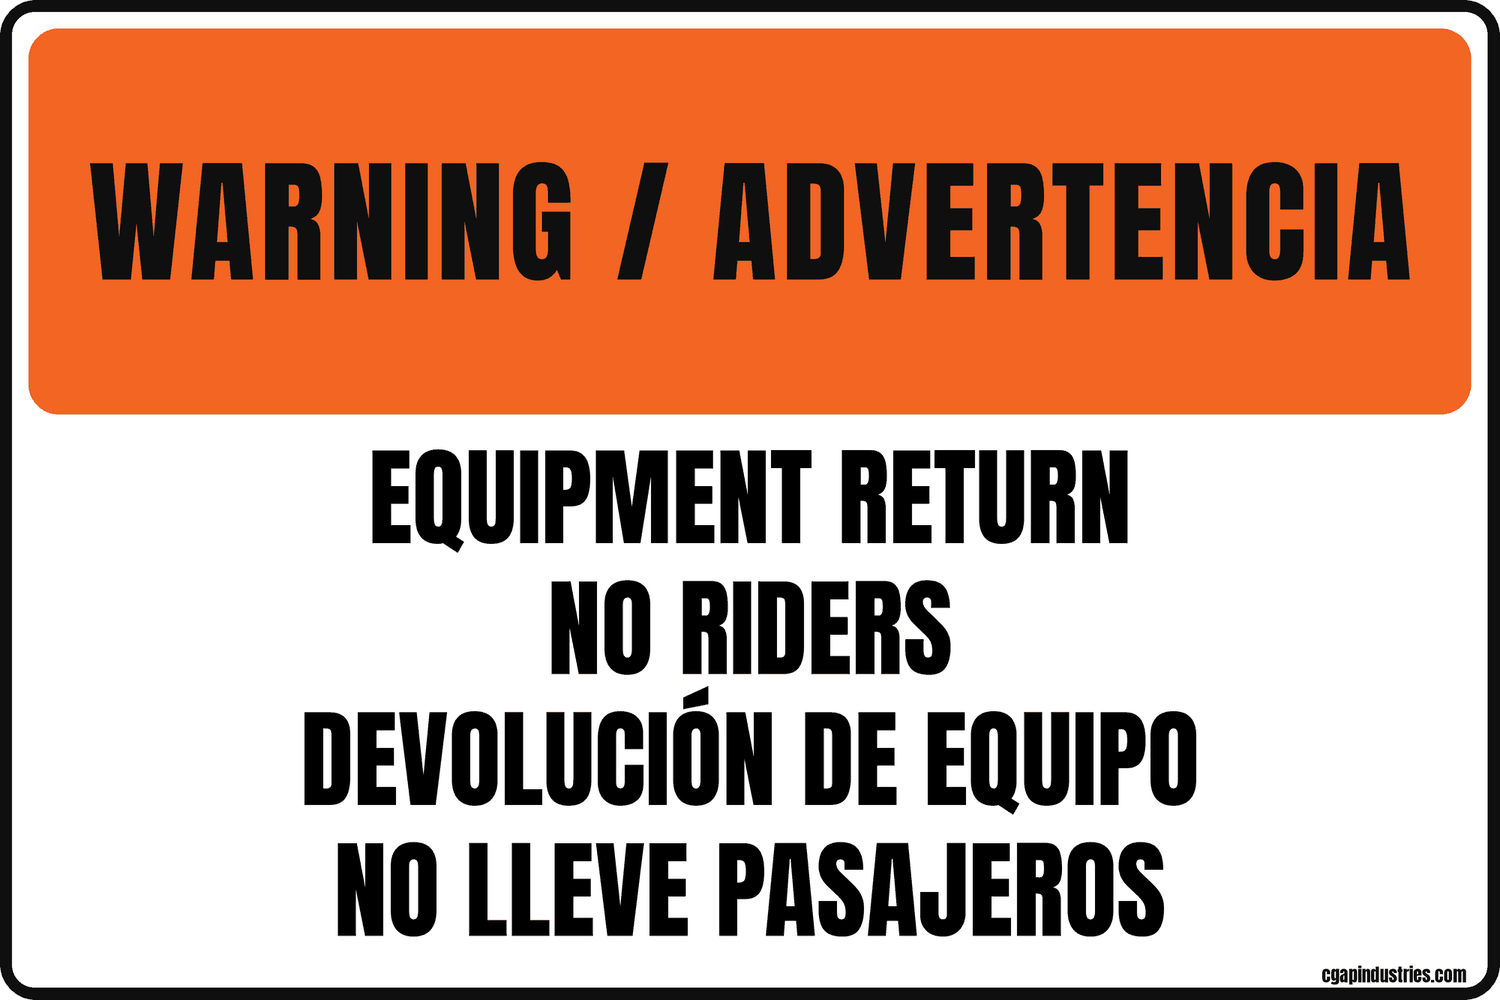 WARNING / ADVERTENCIA
EQUIPMENT RETURN
NO RIDERS
DEVOLUCIÓN DE EQUIPO
NO LLEVE PASAJEROS
cgapindustries.com